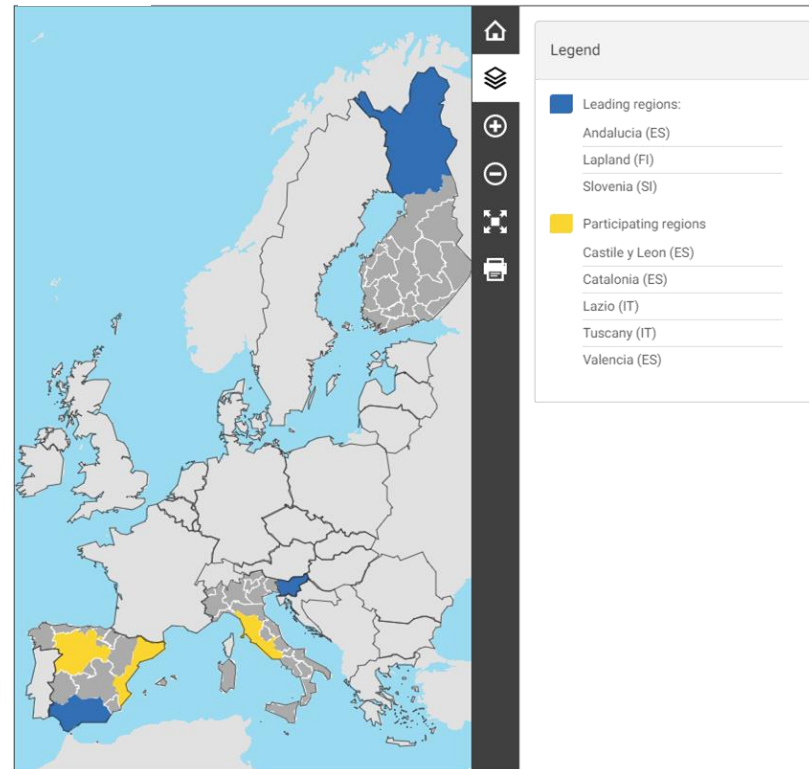 Legend
Leading regions:
Andalucia (ES)
Lapland (FI)
Slovenia (SI)
Participating regions
Castile y Leon (ES)
Catalonia (ES)
Lazio (IT)
Tuscany (IT)
Valencia (ES)